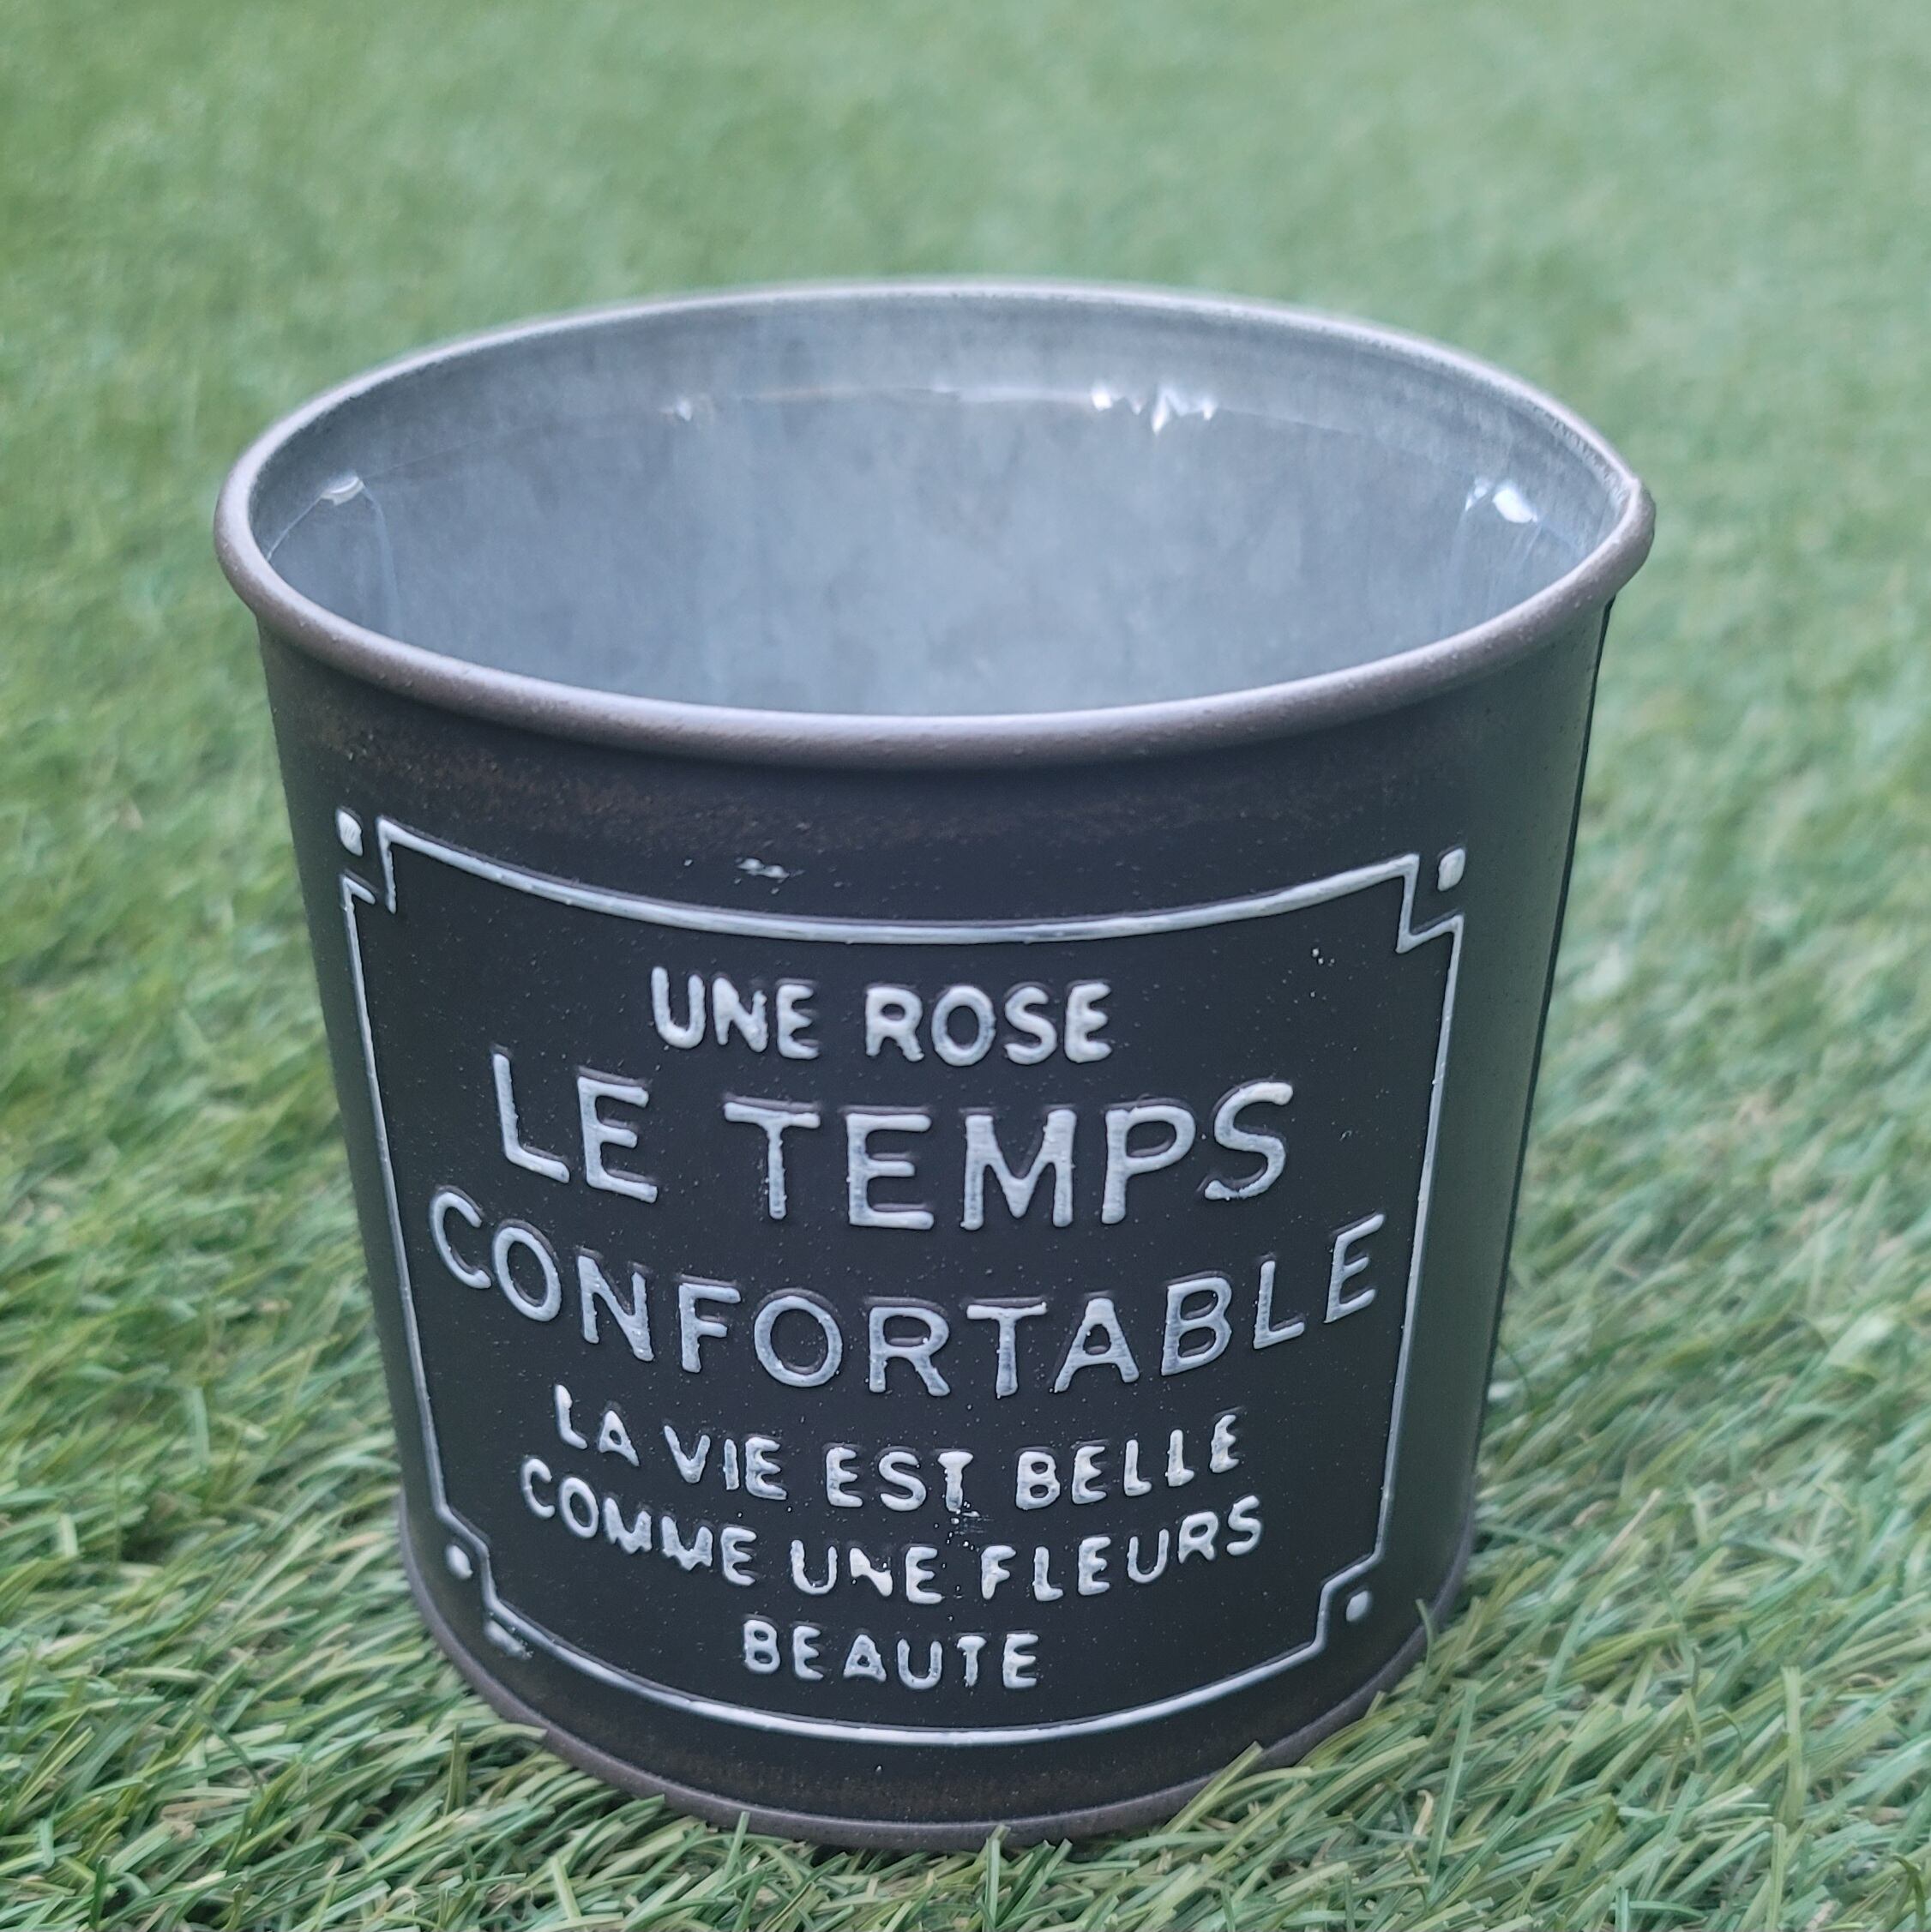 UNE ROSE
LE TEMPS
CONFORTABLE
LA VIE EST BELLE
COMME UNE FLEURS
BEAUTE